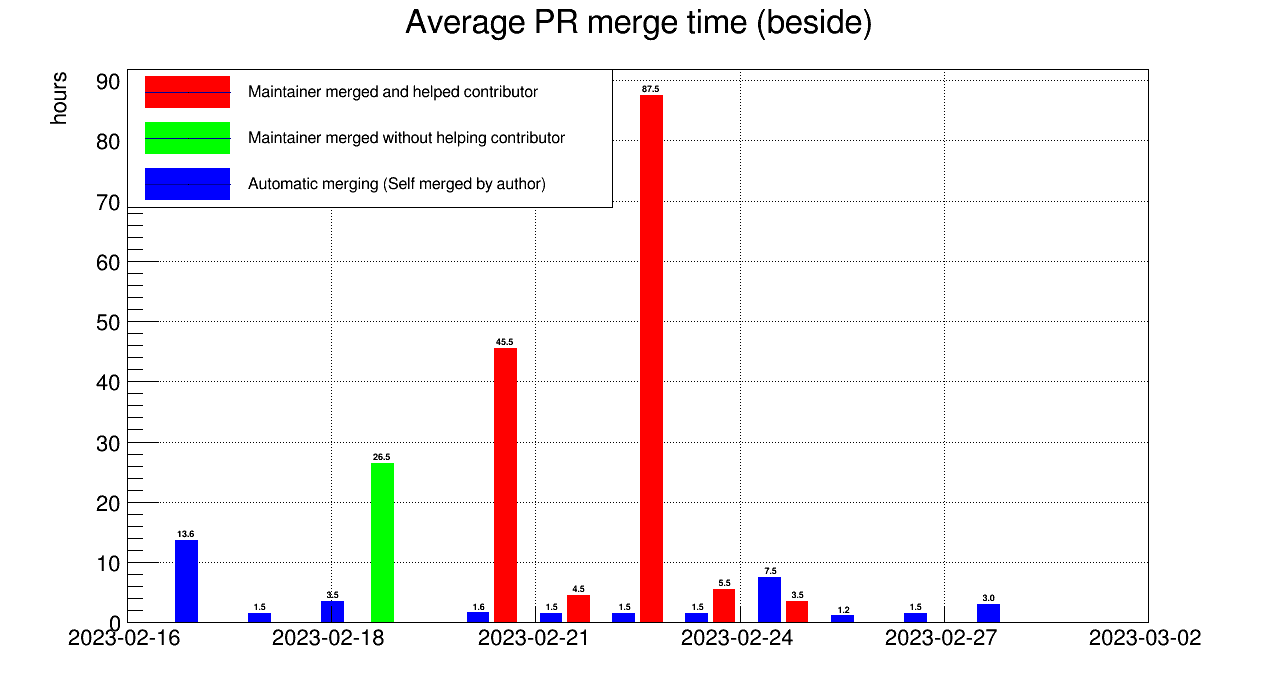 Average PR merge time (beside)
hours
90
80
70
60
50
40
30
20
10
0
Maintainer merged and helped contributor
Maintainer merged without helping contributor
Automatic merging (Self merged by author)
13.6 1.5 3.5 26.5 1.6 45.5 1.5 4.5 1.5 87.5 1.5 5.5 7.5 3.5 1.2 1.5 3.0
2023-02-16 2023-02-18 2023-02-21 2023-02-24 2023-02-27 2023-03-02